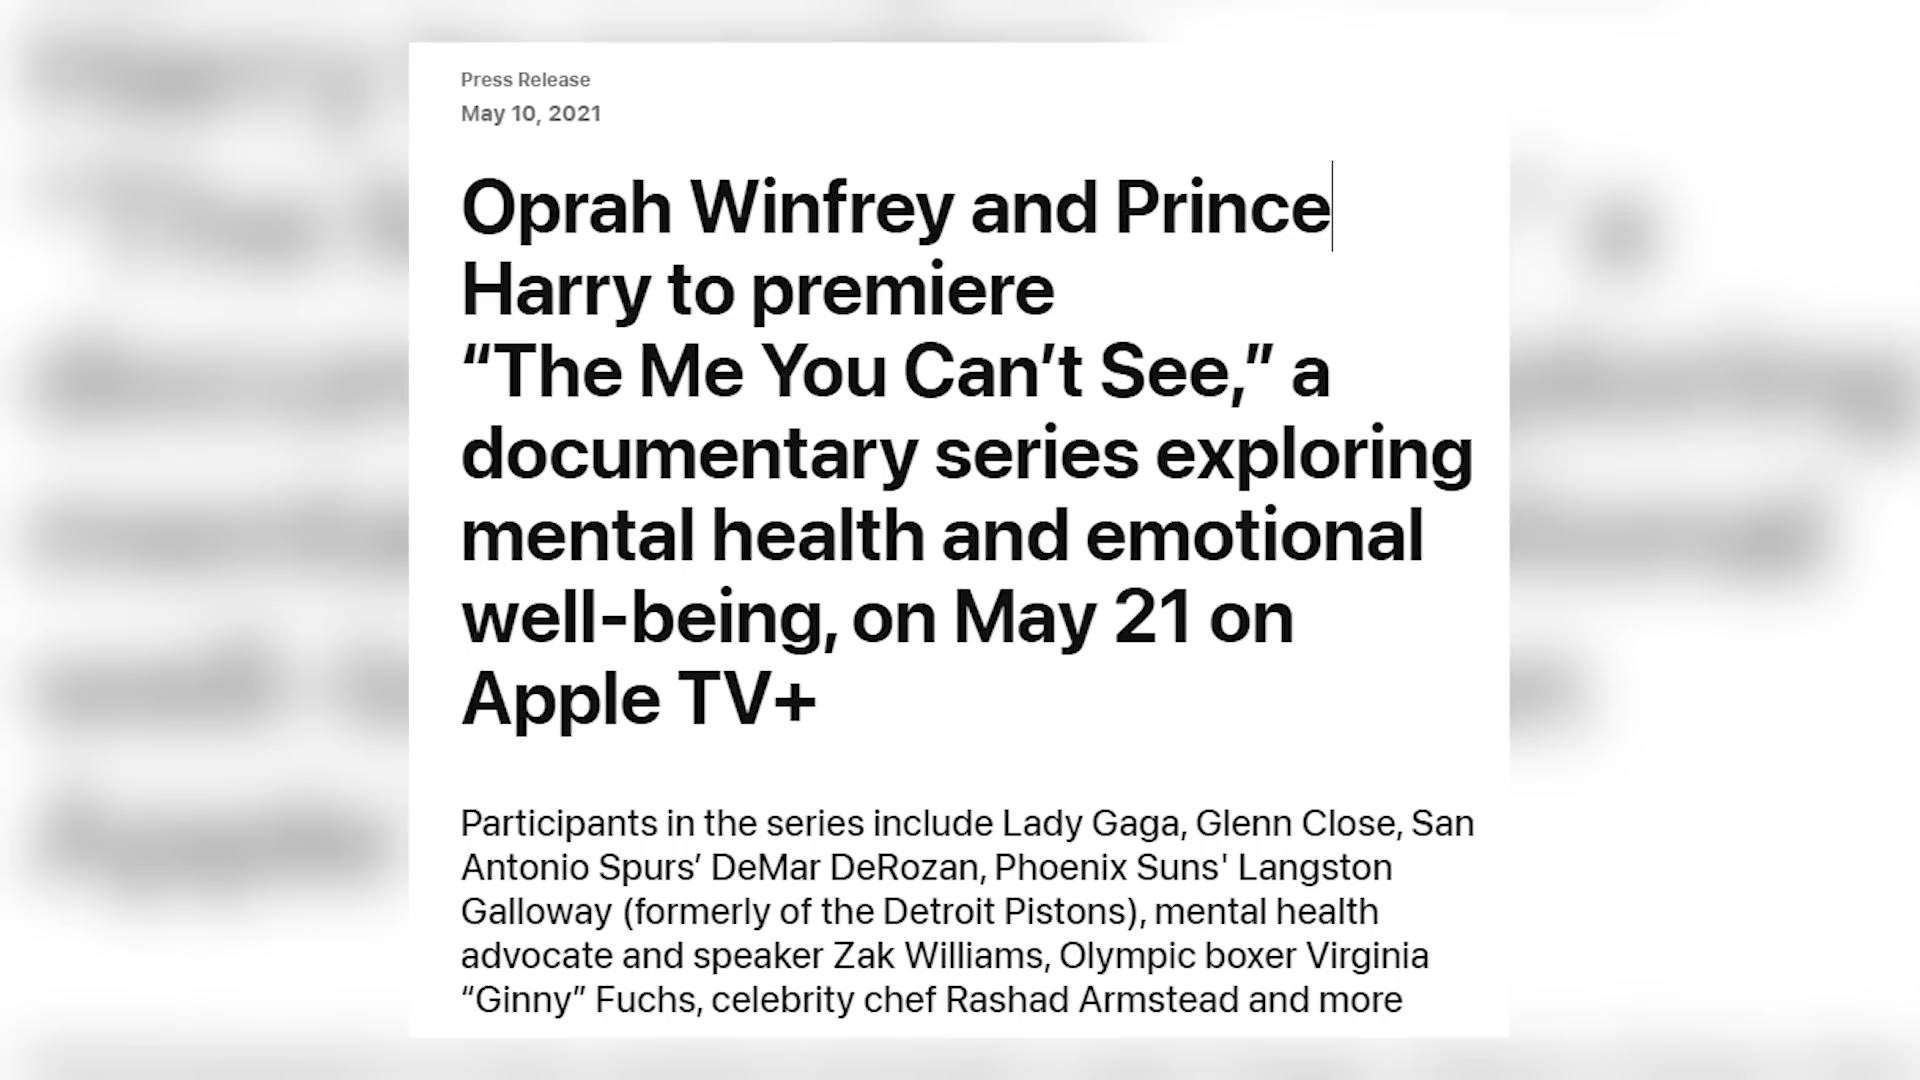 Press Release
May 10, 2021
Oprah Winfrey and Prince
Harry to premiere
“The Me You Can’t See,” a
documentary series exploring
mental health and emotional
well-being, on May 21 on
Apple TV+
Participants in the series include Lady Gaga, Glenn Close, San
Antonio Spurs’ DeMar DeRozan, Phoenix Suns' Langston
Galloway (formerly of the Detroit Pistons), mental health
advocate and speaker Zak Williams, Olympic boxer Virginia
“Ginny” Fuchs, celebrity chef Rashad Armstead and more